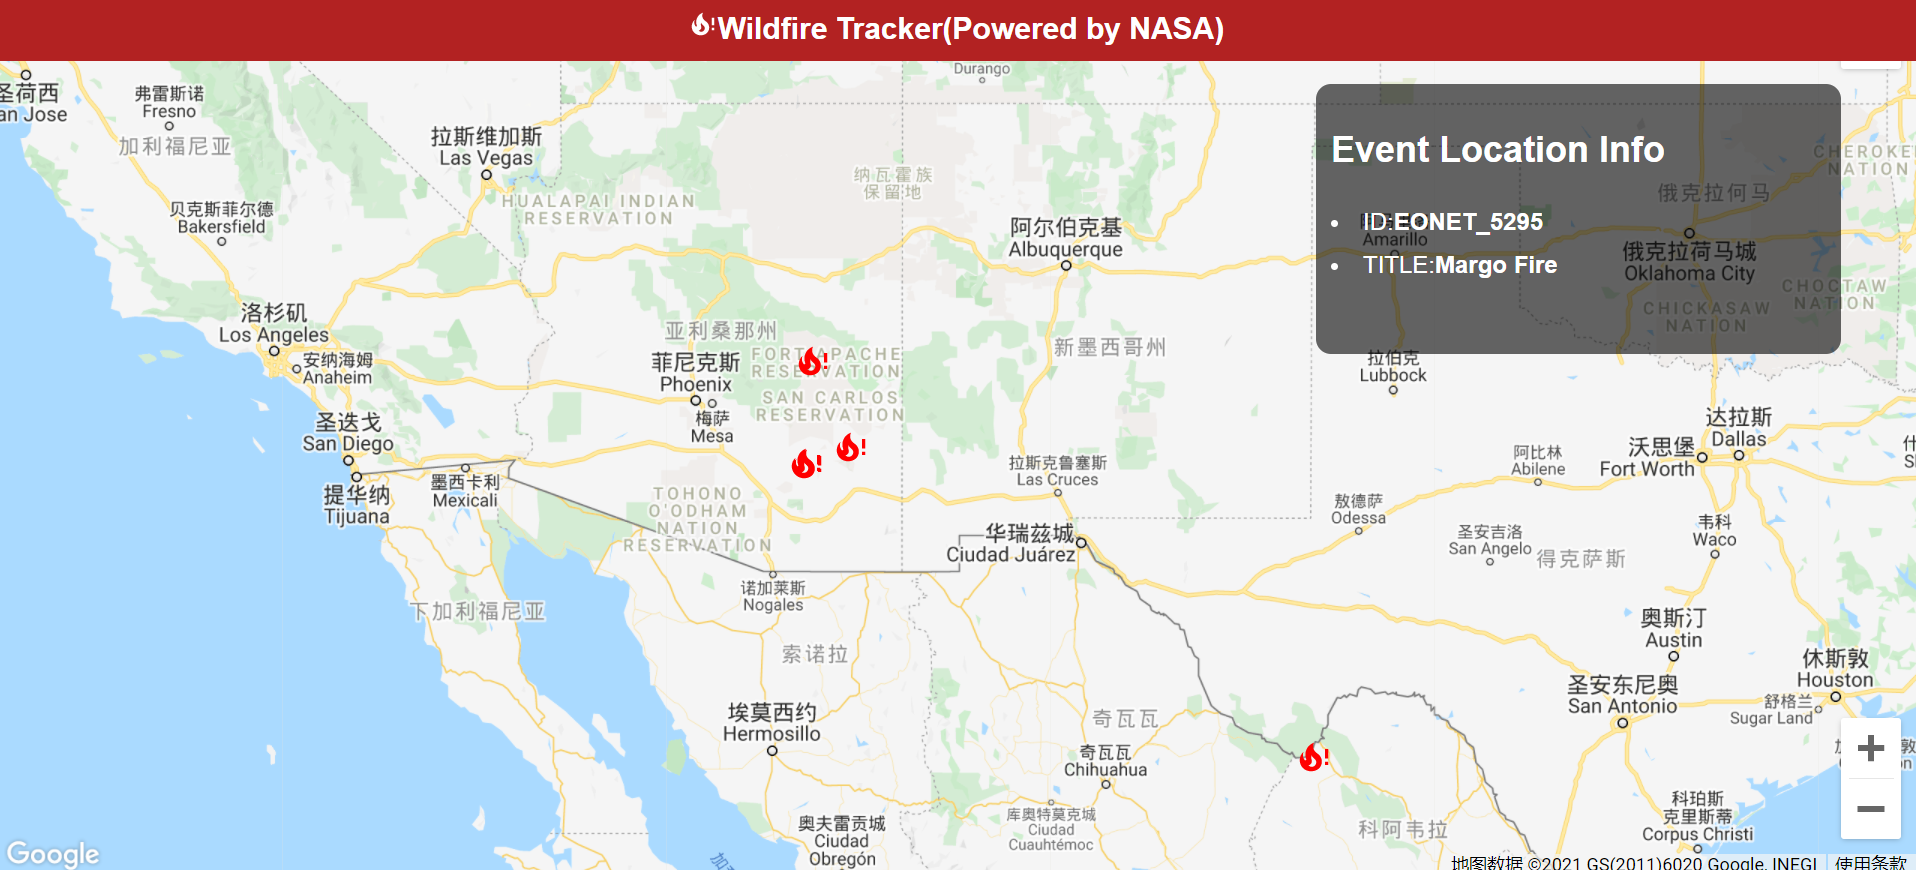 Wildfire Tracker(Powered by NASA)
Durango
圣荷西
an Jose
弗雷斯诺
Fresno
加利福尼亚
拉斯维加斯
Las Vegas
纳瓦霍族
保留地
HUALAPAI INDIAN
RESERVATION
贝克斯菲尔德
Bakersfield
阿尔伯克基
Albuquerque
Event Location Info
ID:EONET_5295
TITLE:Margo Fire
Amarillo
CHEROKE
NATION
俄克拉何马
俄克拉荷马城
Oklahoma City
CHOCTAW
NATION
CHICKASAW
NATION
洛杉矶
Los Angeles
安纳海姆
Anaheim
亚利桑那州
菲尼克斯
Phoenix
FORT APACHE
RESERVATION
SAN CARLOS
RESERVATION
梅萨
Mesa
新墨西哥州
拉伯克
Lubbock
圣迭戈
San Diego
提华纳
Tijuana
墨西卡利
Mexicali
TOHONO
O'ODHAM
NATION
RESERVATION
拉斯克鲁塞斯
Las Cruces
华瑞兹城
Ciudad Juárez
达拉斯
Dallas
沃思堡
Fort Worth
阿比林
Abilene
敖德萨
Odessa
圣安吉洛
San Angelo
韦科
Waco
得克萨斯
诺加莱斯
Nogales
下加利福尼亚
索诺拉
奥斯汀
Austin
休斯敦
Houston
舒格兰
Sugar Land
圣安东尼奥
San Antonio
埃莫西约
Hermosillo
奇瓦瓦
奇瓦瓦
Chihuahua
库奥特莫克城
Ciudad
Cuauhtémoc
奥夫雷贡城
Ciudad
Obregón
科阿韦拉
科珀斯
克里斯蒂
Corpus Christi
Google
地图数据 ©2021 GS(2011)6020 Google, INEGI
使用条款